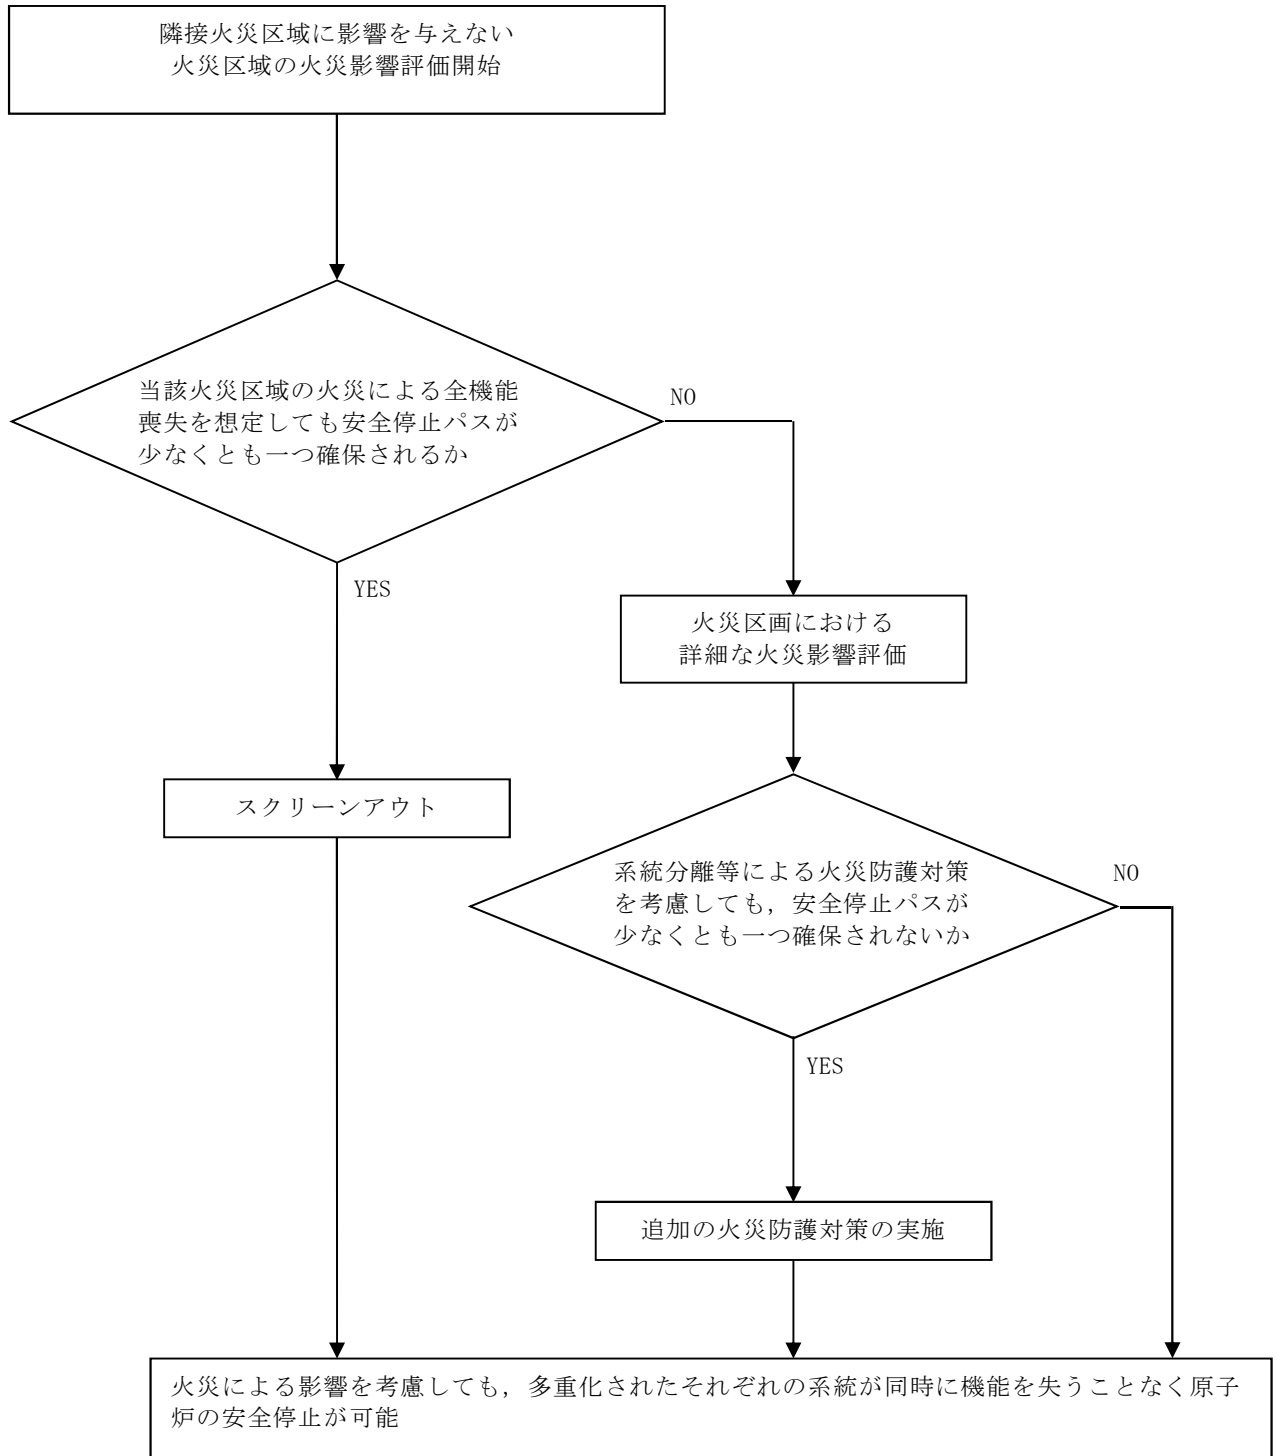 隣接火災区域に影響を与えない
火災区域の火災影響評価開始
当該火災区域の火災による全機能
喪失を想定しても安全停止パスが
少なくとも一つ確保されるか
NO
YES
火災区画における
詳細な火災影響評価
スクリーンアウト
系統分離等による火災防護対策
を考慮しても，安全停止パスが
少なくとも一つ確保されないか
NO
YES
追加の火災防護対策の実施
火災による影響を考慮しても，多重化されたそれぞれの系統が同時に機能を失うことなく原子
炉の安全停止が可能